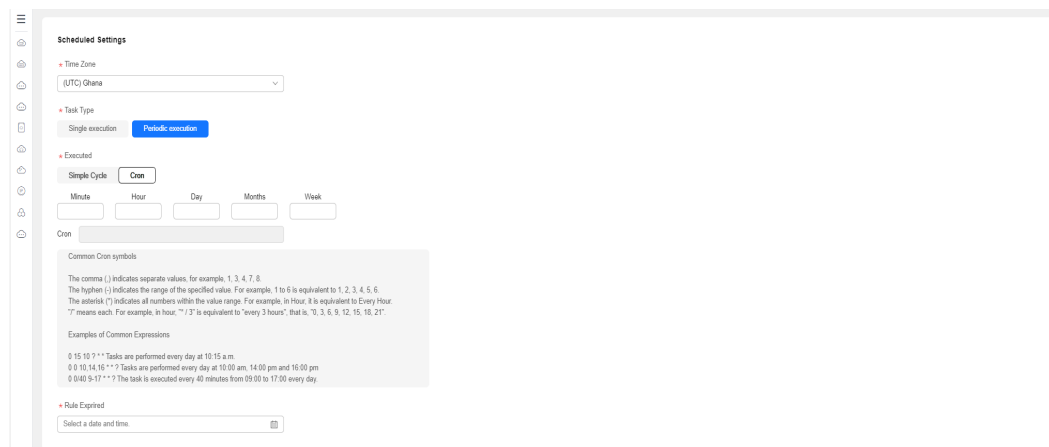 Scheduled Settings
* Time Zone
(UTC) Ghana
* Task Type
Single execution Periodic execution
* Executed
Simple Cycle Cron
Minute Hour Day Months Week
Cron
Common Cron symbols
The comma (,) indicates separate values, for example, 1, 3, 4, 7, 8.
The hyphen (-) indicates the range of the specified value. For example, 1 to 6 is equivalent to 1, 2, 3, 4, 5, 6.
The asterisk (*) indicates all numbers within the value range. For example, in Hour, it is equivalent to Every Hour.
"/" means each. For example, in hour, "* / 3" is equivalent to "every 3 hours", that is, "0, 3, 6, 9, 12, 15, 18, 21".
Examples of Common Expressions
0 15 10 ? * * Tasks are performed every day at 10:15 a.m.
0 0 10,14,16 * * ? Tasks are performed every day at 10:00 am, 14:00 pm and 16:00 pm
0 0/40 9-17 * * ? The task is executed every 40 minutes from 09:00 to 17:00 every day.
* Rule Exprired
Select a date and time.